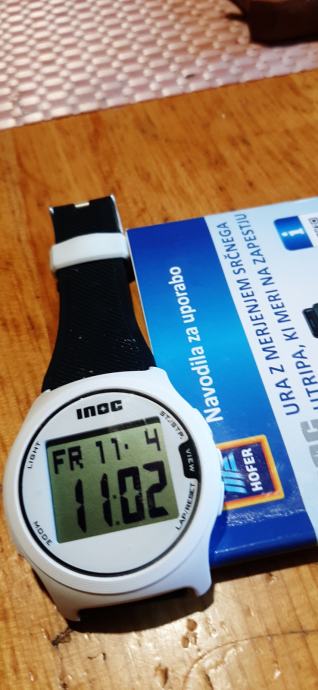 INOC
LIGHT
ST./STP.
FR 11· 4
VIEW
11:02
MODE
LAP/RESET
Navodila za uporabo
URA Z MERJENJEM SRČNEGA
UTRIPA, KI MERI NA ZAPESTJU
i
HOFER